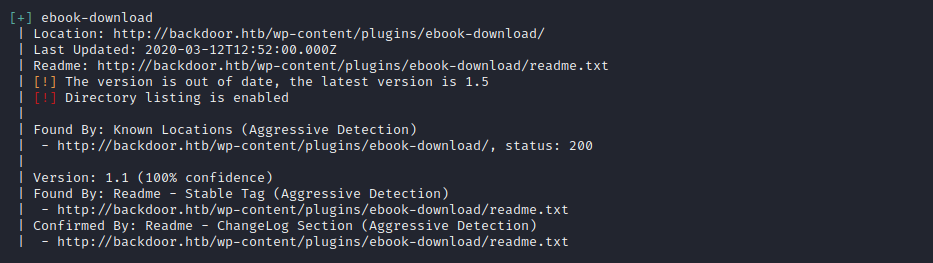 [+] ebook-download
| Location: http://backdoor.htb/wp-content/plugins/ebook-download/
| Last Updated: 2020-03-12T12:52:00.000Z
| Readme: http://backdoor.htb/wp-content/plugins/ebook-download/readme.txt
| [!] The version is out of date, the latest version is 1.5
| [!] Directory listing is enabled
|
| Found By: Known Locations (Aggressive Detection)
|  - http://backdoor.htb/wp-content/plugins/ebook-download/, status: 200
|
| Version: 1.1 (100% confidence)
| Found By: Readme - Stable Tag (Aggressive Detection)
|  - http://backdoor.htb/wp-content/plugins/ebook-download/readme.txt
| Confirmed By: Readme - ChangeLog Section (Aggressive Detection)
|  - http://backdoor.htb/wp-content/plugins/ebook-download/readme.txt